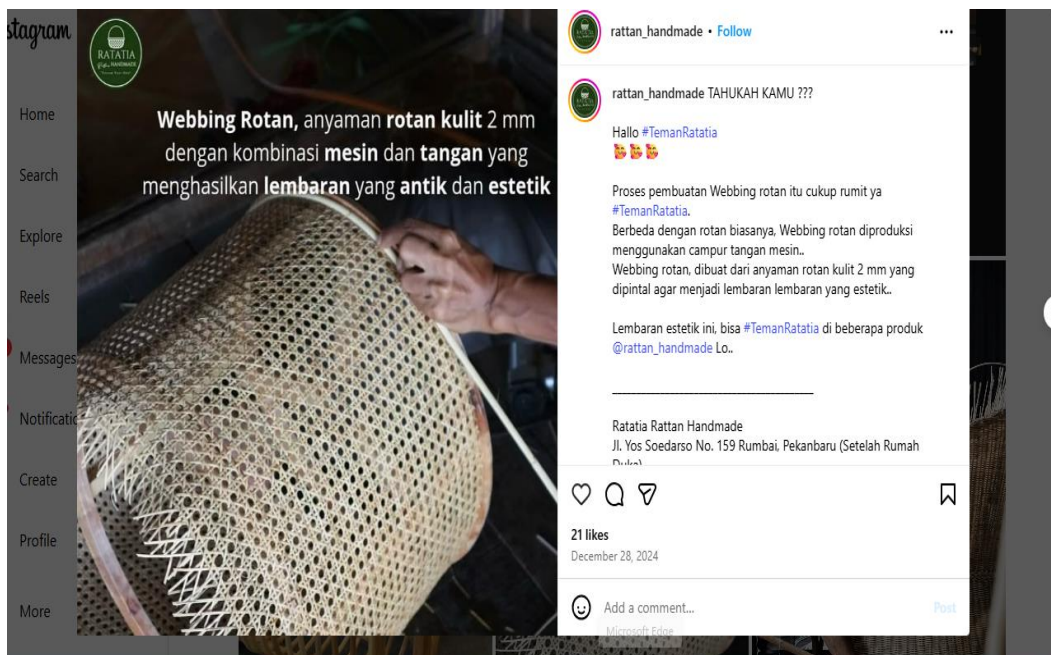 stagram
Home
Search
Explore
Reels
Messages
Notificatic
Create
Profile
More
RATATIA
HANDMADE
Webbing Rotan, anyaman rotan kulit 2 mm
dengan kombinasi mesin dan tangan yang
menghasilkan lembaran yang antik dan estetik
rattan_handmade • Follow
rattan_handmade TAHUKAH KAMU ???
Hallo #TemanRatatia
🥰🥰🥰
Proses pembuatan Webbing rotan itu cukup rumit ya
#TemanRatatia.
Berbeda dengan rotan biasanya, Webbing rotan diproduksi
menggunakan campur tangan mesin..
Webbing rotan, dibuat dari anyaman rotan kulit 2 mm yang
dipintal agar menjadi lembaran lembaran yang estetik..
Lembaran estetik ini, bisa #TemanRatatia di beberapa produk
@rattan_handmade Lo..
Ratatia Rattan Handmade
Jl. Yos Soedarso No. 159 Rumbai, Pekanbaru (Setelah Rumah
Duka)
21 likes
December 28, 2024
Add a comment...
Post
Microsoft Edge